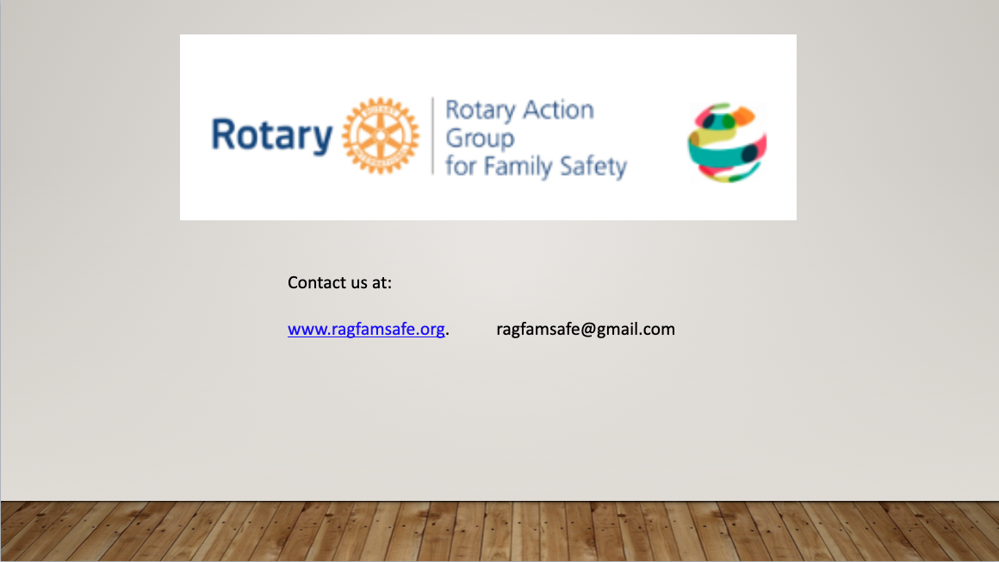 Rotary
Rotary Action
Group
for Family Safety
Contact us at:
www.ragfamsafe.org. ragfamsafe@gmail.com